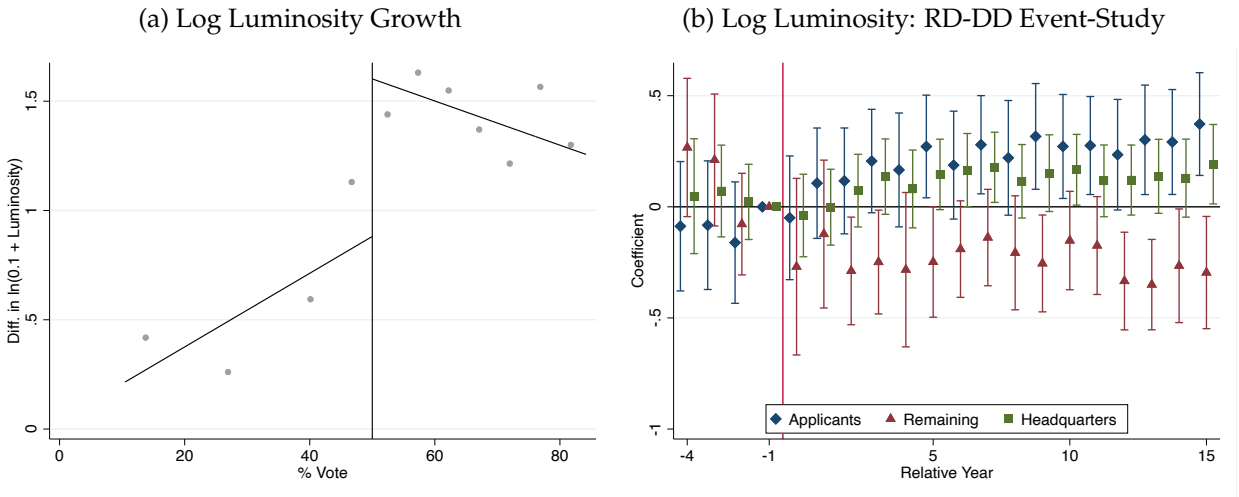 (a) Log Luminosity Growth
Diff. in ln(0.1 + Luminosity)
1.5
1
.5
0
0 20 40 60 80
% Vote
(b) Log Luminosity: RD-DD Event-Study
Coefficient
.5
0
-.5
-1
Applicants Remaining Headquarters
-4 -1 5 10 15
Relative Year